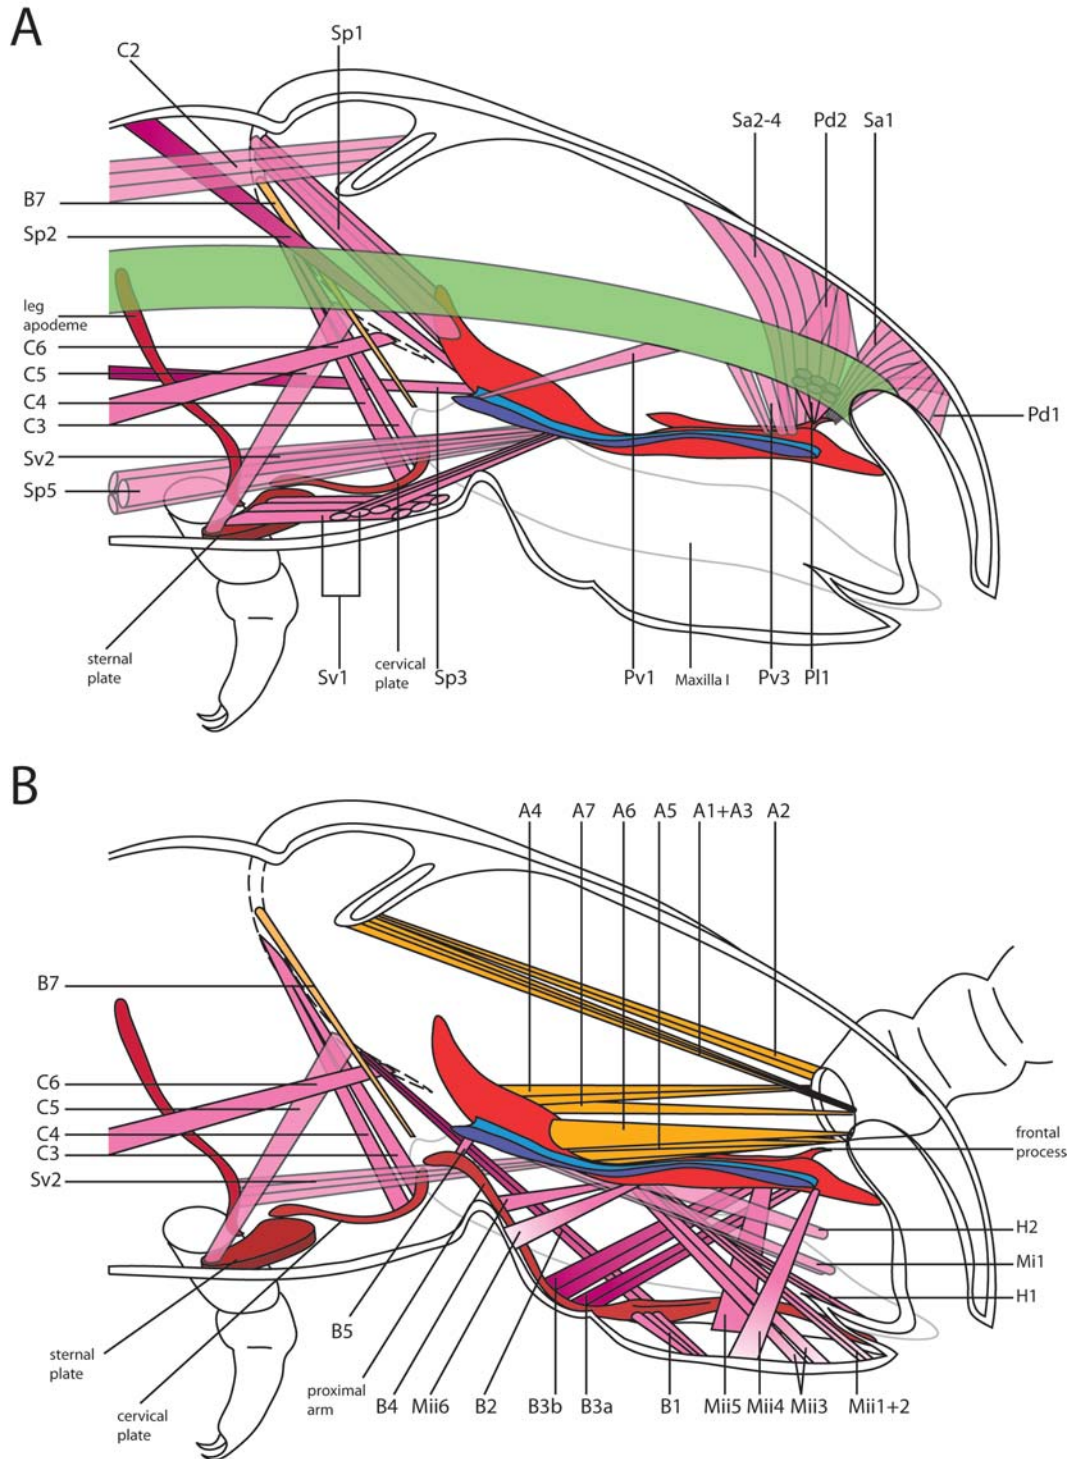 A
C2
Sp1
Sa2-4 Pd2 Sa1
B7
Sp2
leg
apodeme
C6
C5
C4
C3
Sv2
Sp5
Pd1
sternal
plate
Sv1
cervical
plate
Sp3
Pv1
Maxilla I
Pv3
Pl1
B
A4 A7 A6 A5 A1+A3 A2
B7
C6
C5
C4
C3
Sv2
frontal
process
H2
Mi1
H1
sternal
plate
cervical
plate
B5
proximal
arm
B4 Mii6 B2 B3b B3a B1 Mii5 Mii4 Mii3 Mii1+2